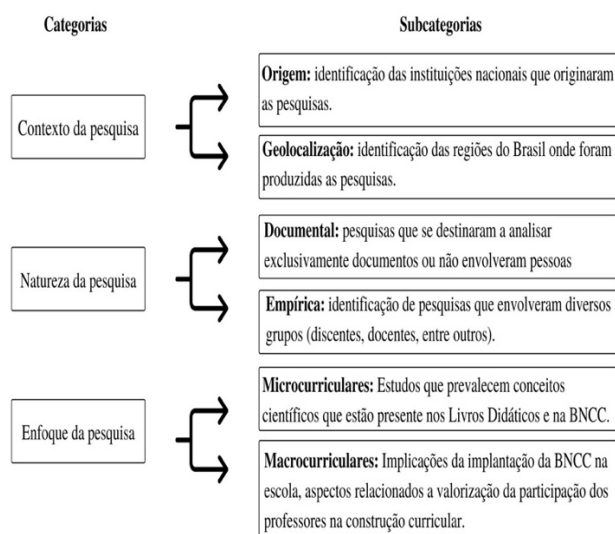 Categorias
Subcategorias
Contexto da pesquisa
Origem: identificação das instituições nacionais que originaram
as pesquisas.
Geolocalização: identificação das regiões do Brasil onde foram
produzidas as pesquisas.
Natureza da pesquisa
Documental: pesquisas que se destinaram a analisar
exclusivamente documentos ou não envolveram pessoas
Empírica: identificação de pesquisas que envolveram diversos
grupos (discentes, docentes, entre outros).
Enfoque da pesquisa
Microcurriculares: Estudos que prevalecem conceitos
científicos que estão presente nos Livros Didáticos e na BNCC.
Macrocurriculares: Implicações da implantação da BNCC na
escola, aspectos relacionados a valorização da participação dos
professores na construção curricular.